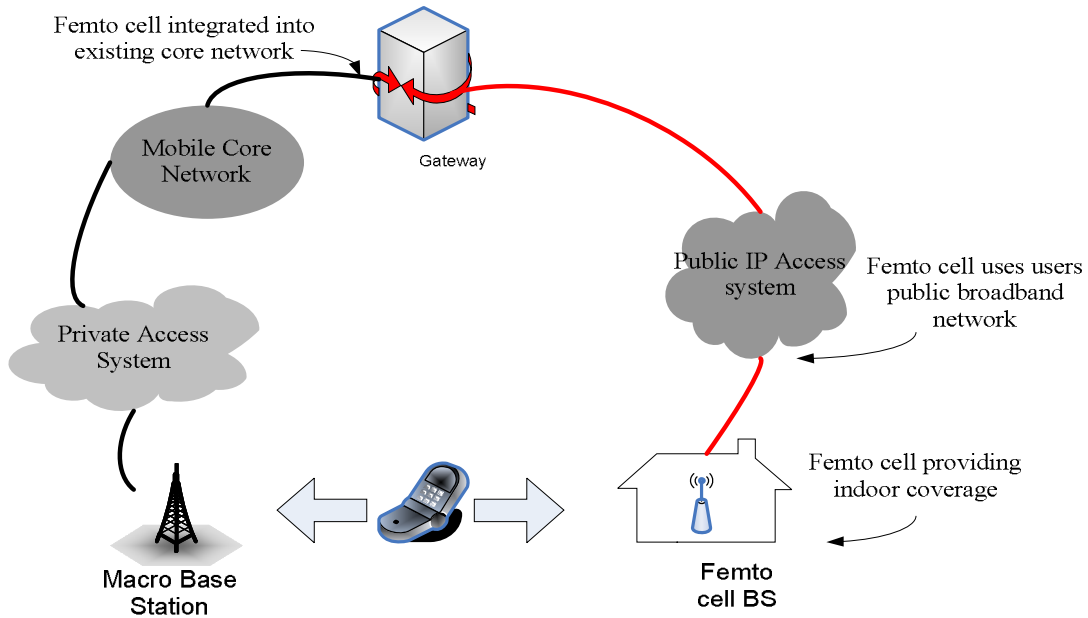 Femto cell integrated into
existing core network
Gateway
Mobile Core
Network
Public IP Access
system
Femto cell uses users
public broadband
network
Private Access
System
Femto cell providing
indoor coverage
Macro Base
Station
Femto
cell BS